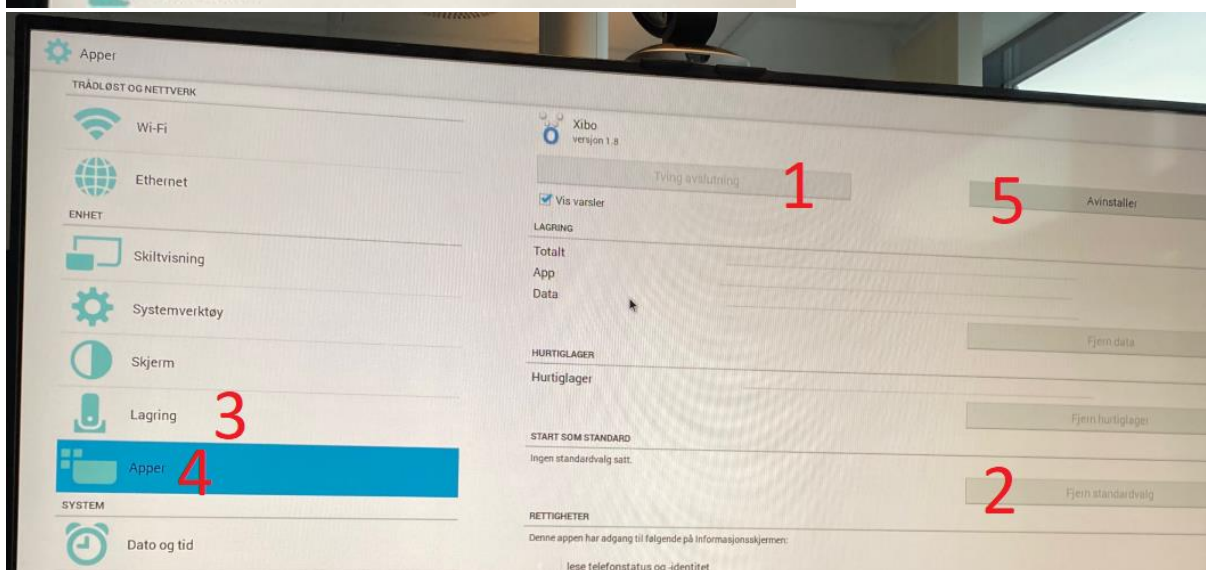 Apper
TRÅDLØST OG NETTVERK
Wi-Fi
Ethernet
ENHET
Skiltvisning
Systemverktøy
Skjerm
Lagring 3
Apper 4
SYSTEM
Dato og tid
Xibo
versjon 1.8
Tving avslutning 1
5 Avinstaller
Vis varsler
LAGRING
Totalt
App
Data
Fjern data
HURTIGLAGER
Hurtiglager
Fjern hurtiglager
START SOM STANDARD
Ingen standardvalg satt.
2 Fjern standardvalg
RETTIGHETER
Denne appen har adgang til følgende på Informasjonsskjermen:
lese telefonstatus og -identitet